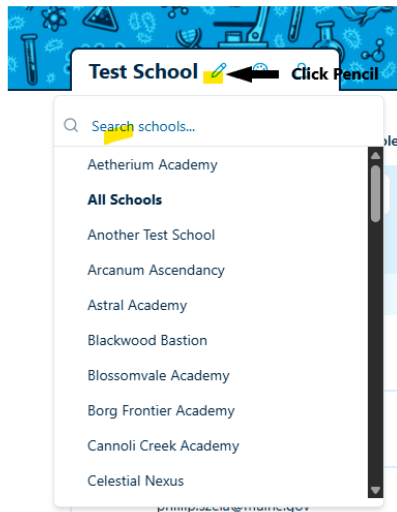 Test School
Click Pencil
Search schools...
Aetherium Academy
All Schools
Another Test School
Arcanum Ascendancy
Astral Academy
Blackwood Bastion
Blossomvale Academy
Borg Frontier Academy
Cannoli Creek Academy
Celestial Nexus